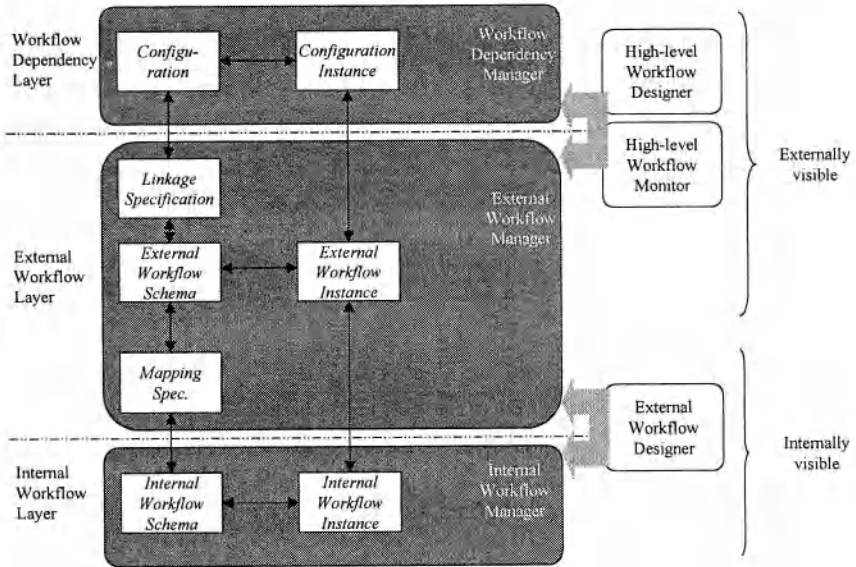 Workflow
Dependency
Layer
Configu-
ration
Configuration
Instance
Workflow
Dependency
Manager
High-level
Workflow
Designer
High-level
Workflow
Monitor
Externally
visible
Linkage
Specification
External
Workflow
Manager
External
Workflow
Layer
External
Workflow
Schema
External
Workflow
Instance
Mapping
Spec.
External
Workflow
Designer
Internally
visible
Internal
Workflow
Layer
Internal
Workflow
Schema
Internal
Workflow
Instance
Internal
Workflow
Manager